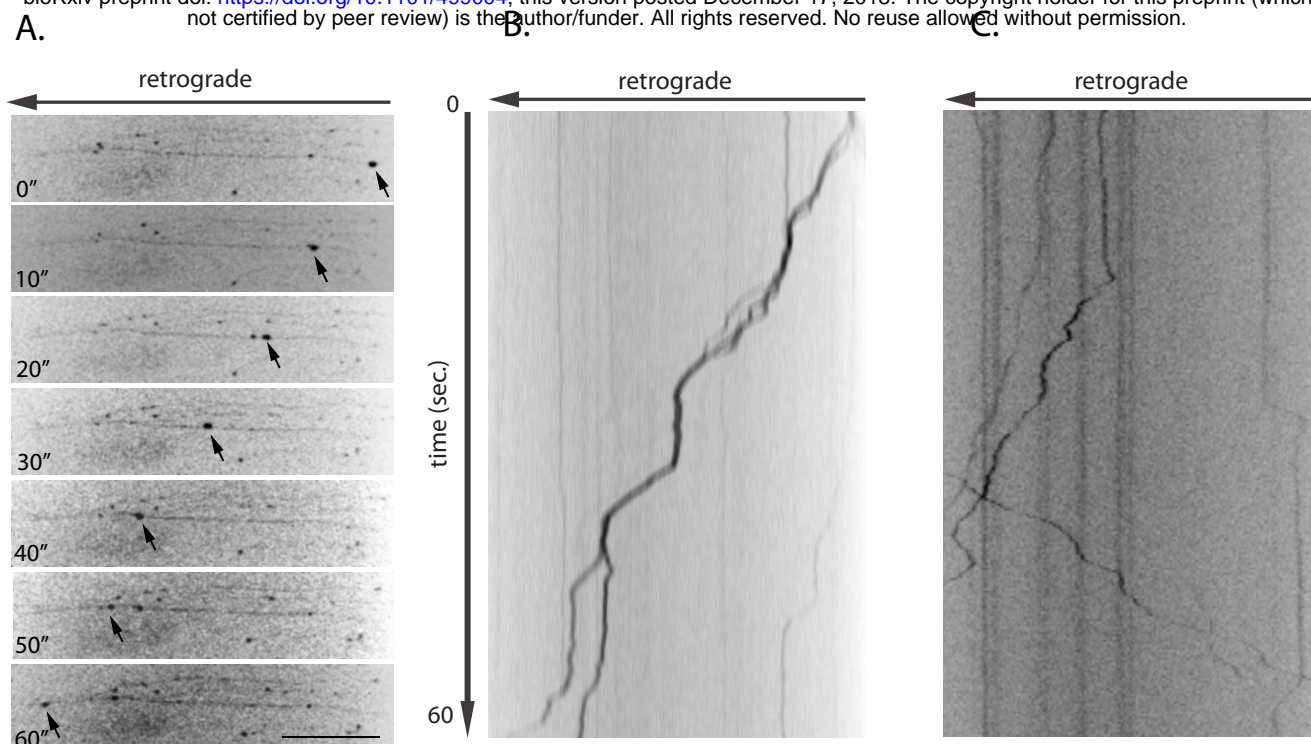 bioRxiv preprint doi: https://doi.org/10.1101/499604; this version posted December 17, 2018. The copyright holder for this preprint (which
not certified by peer review) is the author/funder. All rights reserved. No reuse allowed without permission.
A.
B.
C.
retrograde
retrograde
retrograde
0
0″
10″
20″
30″
40″
50″
60″
time (sec.)
60